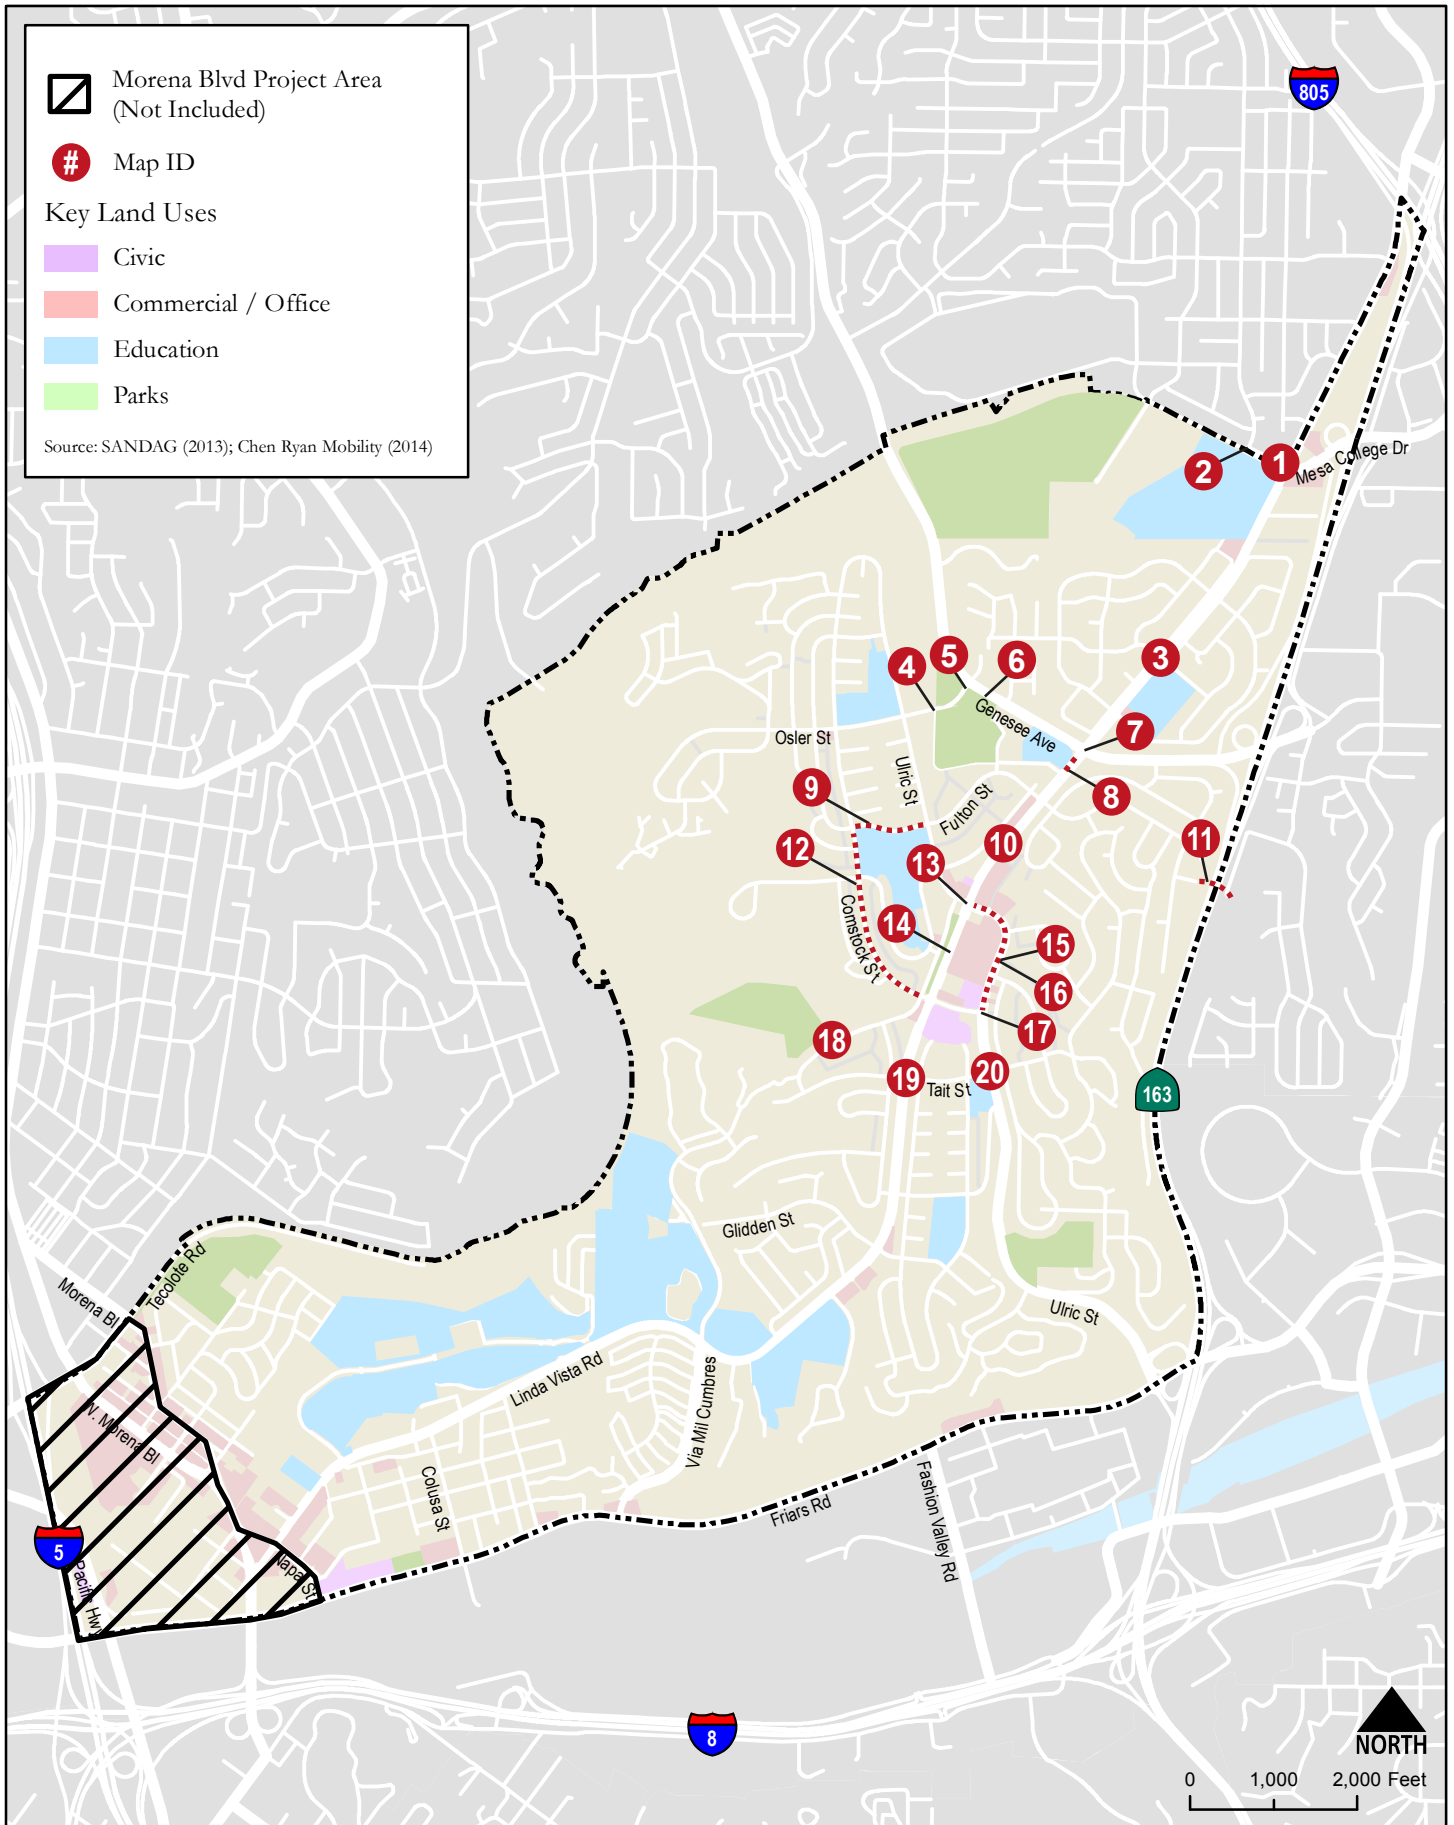 Morena Blvd Project Area
(Not Included)
#
Map ID
Key Land Uses
Civic
Commercial / Office
Education
Parks
Source: SANDAG (2013); Chen Ryan Mobility (2014)
805
1
2
Mesa College Dr
3
4
5
6
Genesee Ave
7
8
Osler St
Ulric St
Fulton St
9
10
11
12
13
Comstock St
14
15
16
17
18
19
20
Tait St
163
Glidden St
Tecolote Rd
Morena Bl
Ulric St
Linda Vista Rd
Via Mil Cumbres
W. Morena Bl
Colusa St
Fashion Valley Rd
Friars Rd
5
Napa St
Pacific Hwy
8
NORTH
0 1,000 2,000 Feet